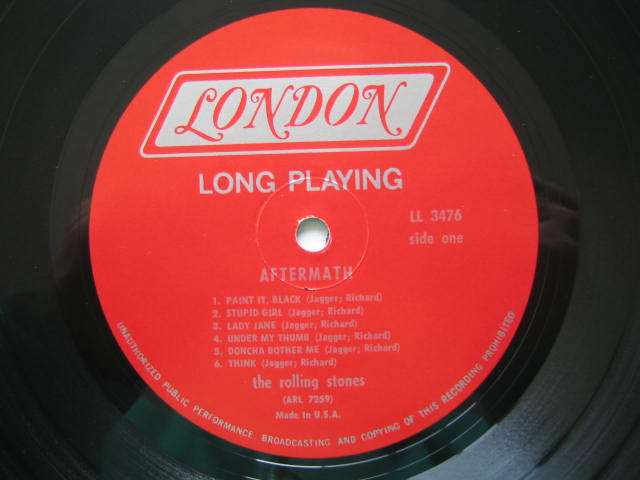 LONDON
LONG PLAYING
LL 3476
side one
AFTERMATH
1. PAINT IT, BLACK (Jagger; Richard)
2. STUPID GIRL (Jagger; Richard)
3. LADY JANE (Jagger; Richard)
4. UNDER MY THUMB (Jagger; Richard)
5. DONCHA BOTHER ME (Jagger; Richard)
6. THINK (Jagger; Richard)
the rolling stones
(ARL 7259)
Made In U.S.A.
UNAUTHORIZED PUBLIC PERFORMANCE, BROADCASTING AND COPYING OF THIS RECORDING PROHIBITED